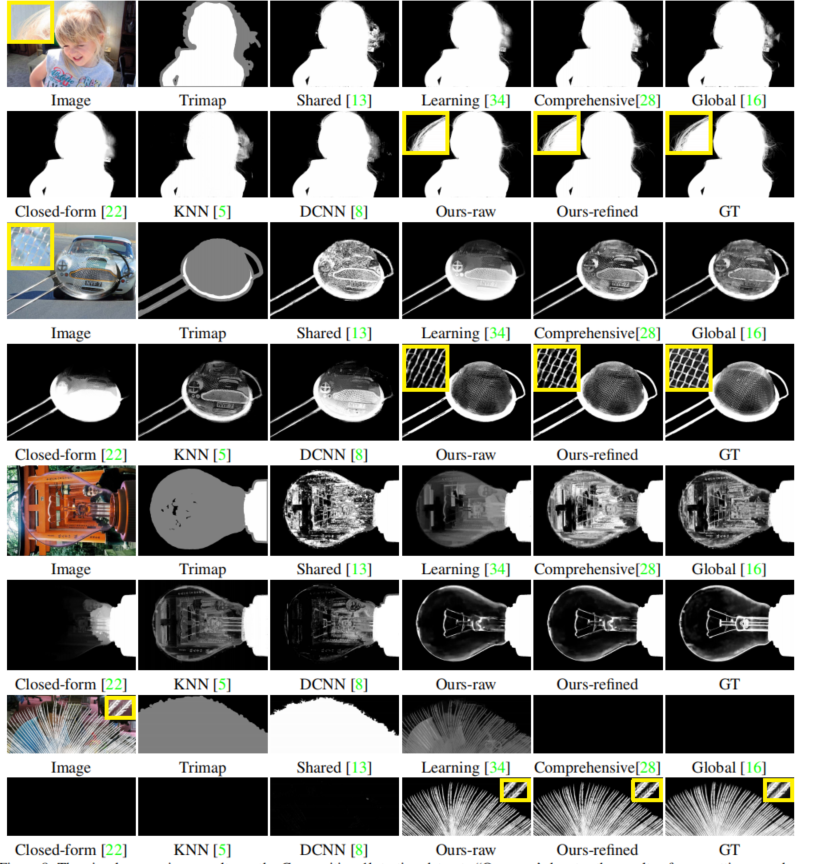 Image Trimap Shared [13] Learning [34] Comprehensive[28] Global [16]
Closed-form [22] KNN [5] DCNN [8] Ours-raw Ours-refined GT
Image Trimap Shared [13] Learning [34] Comprehensive[28] Global [16]
Closed-form [22] KNN [5] DCNN [8] Ours-raw Ours-refined GT
Image Trimap Shared [13] Learning [34] Comprehensive[28] Global [16]
Closed-form [22] KNN [5] DCNN [8] Ours-raw Ours-refined GT
Image Trimap Shared [13] Learning [34] Comprehensive[28] Global [16]
Closed-form [22] KNN [5] DCNN [8] Ours-raw Ours-refined GT